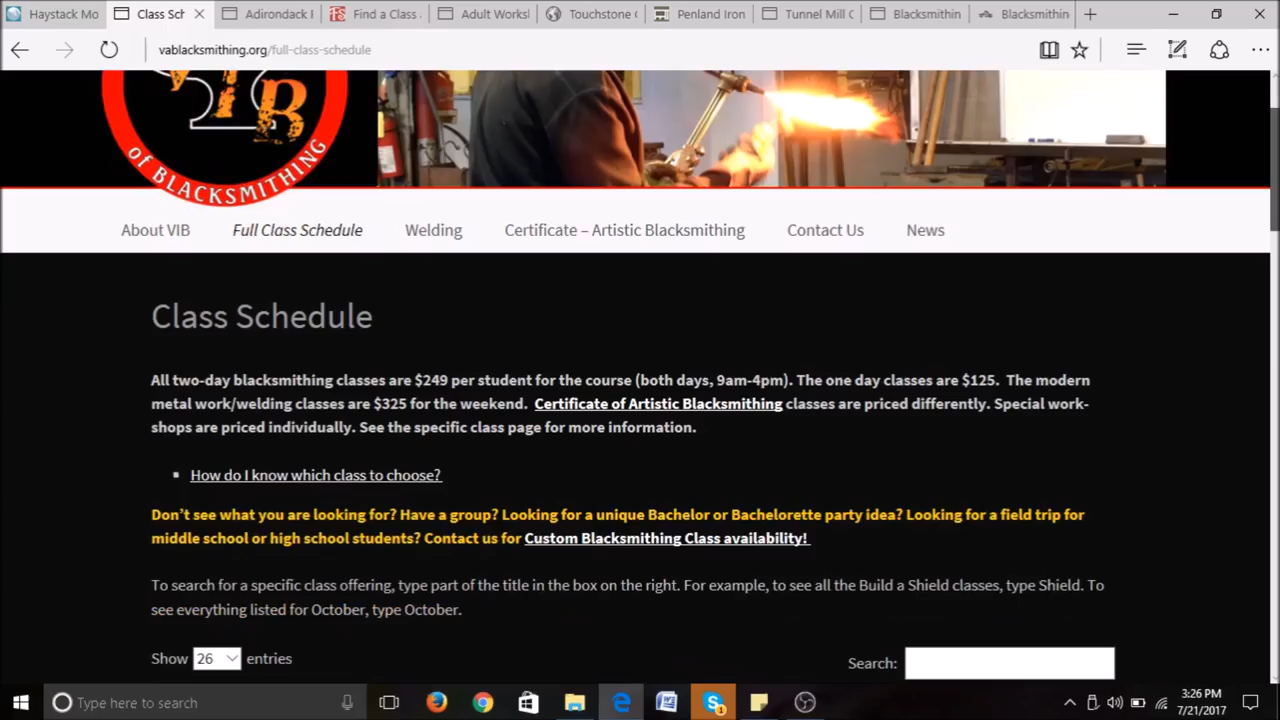 Haystack Mo
Class Sch
Adirondack F
Find a Class
Adult Worksl
Touchstone C
Penland Iron
Tunnel Mill C
Blacksmithin
Blacksmithin
vablacksmithing.org/full-class-schedule
VIB
of BLACKSMITHING
About VIB
Full Class Schedule
Welding
Certificate – Artistic Blacksmithing
Contact Us
News
Class Schedule
All two-day blacksmithing classes are $249 per student for the course (both days, 9am-4pm). The one day classes are $125. The modern
metal work/welding classes are $325 for the weekend. Certificate of Artistic Blacksmithing classes are priced differently. Special work-
shops are priced individually. See the specific class page for more information.
How do I know which class to choose?
Don't see what you are looking for? Have a group? Looking for a unique Bachelor or Bachelorette party idea? Looking for a field trip for
middle school or high school students? Contact us for Custom Blacksmithing Class availability!
To search for a specific class offering, type part of the title in the box on the right. For example, to see all the Build a Shield classes, type Shield. To
see everything listed for October, type October.
Show 26 entries
Search:
Type here to search
3:26 PM
7/21/2017